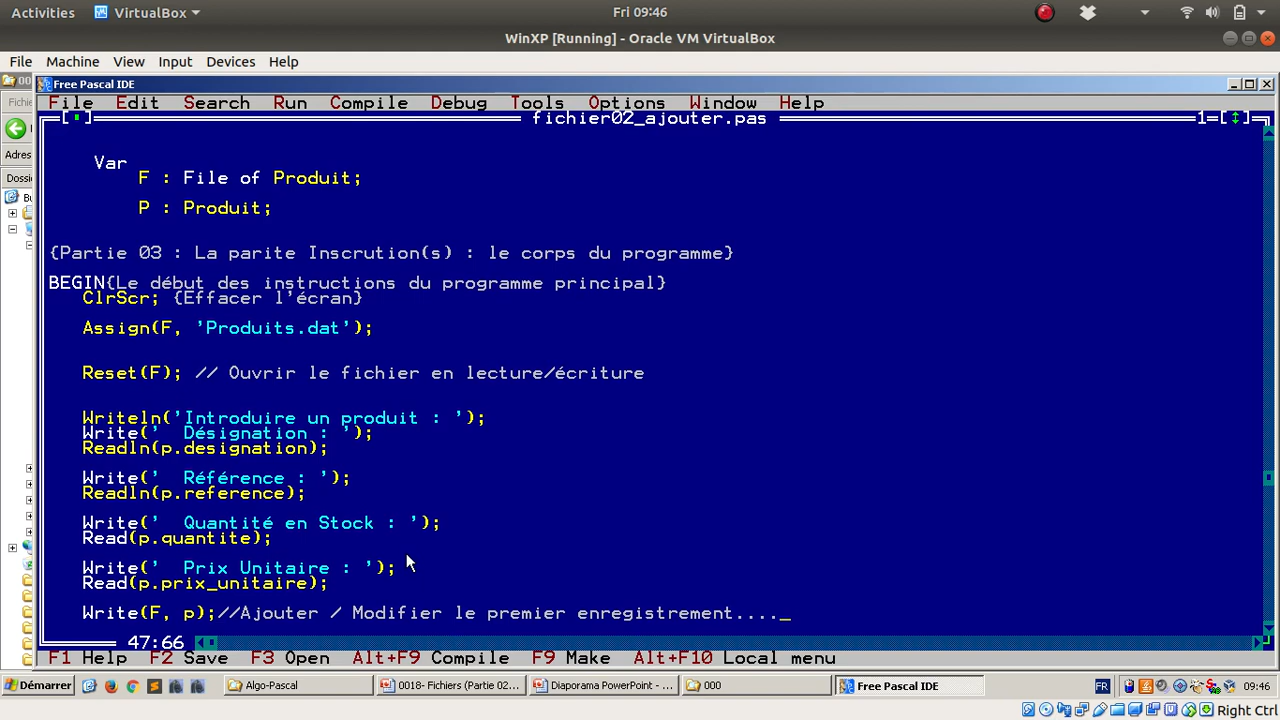 Activities VirtualBox Fri 09:46
WinXP [Running] - Oracle VM VirtualBox
File Machine View Input Devices Help
Free Pascal IDE
File Edit Search Run Compile Debug Tools Options Window Help
fichier02_ajouter.pas 1
Var
F : File of Produit;
P : Produit;
{Partie 03 : La parite Inscrution(s) : le corps du programme}
BEGIN{Le début des instructions du programme principal}
ClrScr; {Effacer l'écran}
Assign(F, 'Produits.dat');
Reset(F); // Ouvrir le fichier en lecture/écriture
Writeln('Introduire un produit : ');
Write('  Désignation : ');
Readln(p.designation);
Write('  Référence : ');
Readln(p.reference);
Write('  Quantité en Stock : ');
Read(p.quantite);
Write('  Prix Unitaire : ');
Read(p.prix_unitaire);
Write(F, p);//Ajouter / Modifier le premier enregistrement...._
47:66
F1 Help F2 Save F3 Open Alt+F9 Compile F9 Make Alt+F10 Local menu
Démarrer Algo-Pascal 0018- Fichiers (Partie 02... Diaporama PowerPoint - ... 000 Free Pascal IDE FR 09:46
Right Ctrl